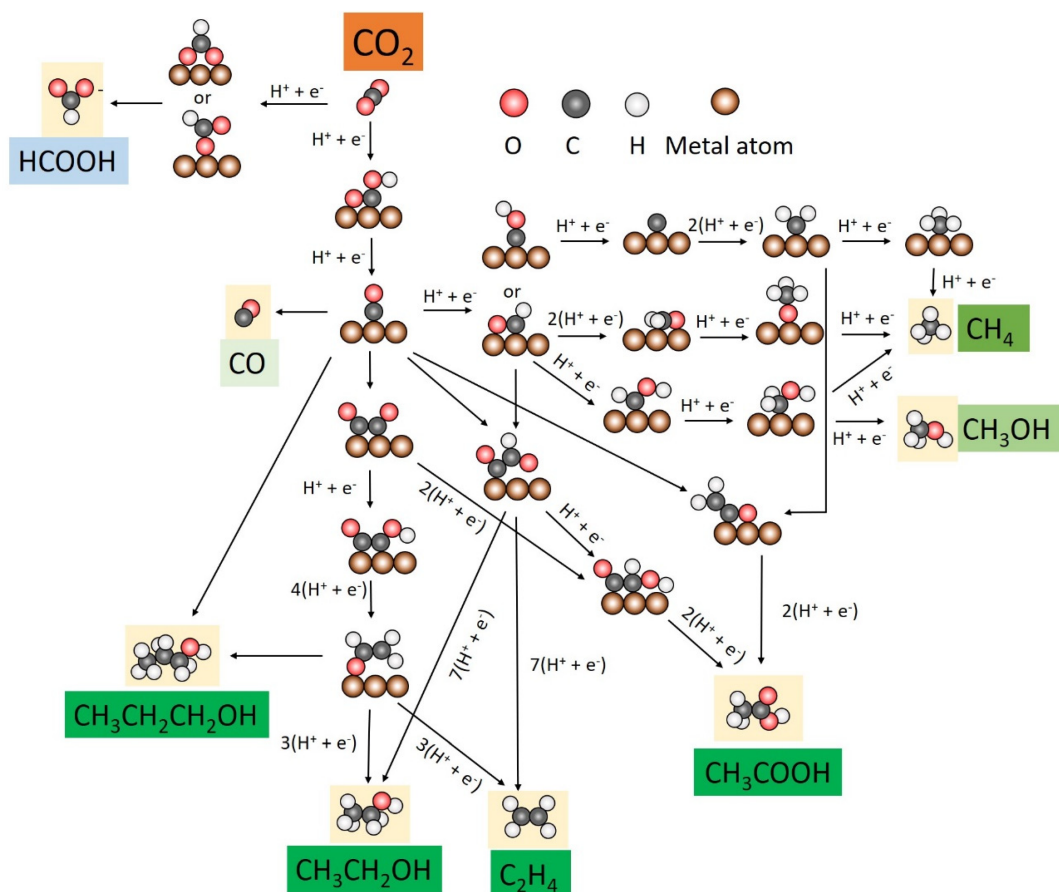 CO₂
H⁺ + e⁻
or
-
HCOOH
H⁺ + e⁻
O
C
H
Metal atom
H⁺ + e⁻
H⁺ + e⁻
2(H⁺ + e⁻)
H⁺ + e⁻
H⁺ + e⁻
CO
H⁺ + e⁻
or
2(H⁺ + e⁻)
H⁺ + e⁻
H⁺ + e⁻
CH₄
H⁺ + e⁻
H⁺ + e⁻
H⁺ + e⁻
H⁺ + e⁻
CH₃OH
H⁺ + e⁻
2(H⁺ + e⁻)
H⁺ + e⁻
4(H⁺ + e⁻)
2(H⁺ + e⁻)
2(H⁺ + e⁻)
7(H⁺ + e⁻)
7(H⁺ + e⁻)
CH₃CH₂CH₂OH
3(H⁺ + e⁻)
3(H⁺ + e⁻)
CH₃COOH
CH₃CH₂OH
C₂H₄